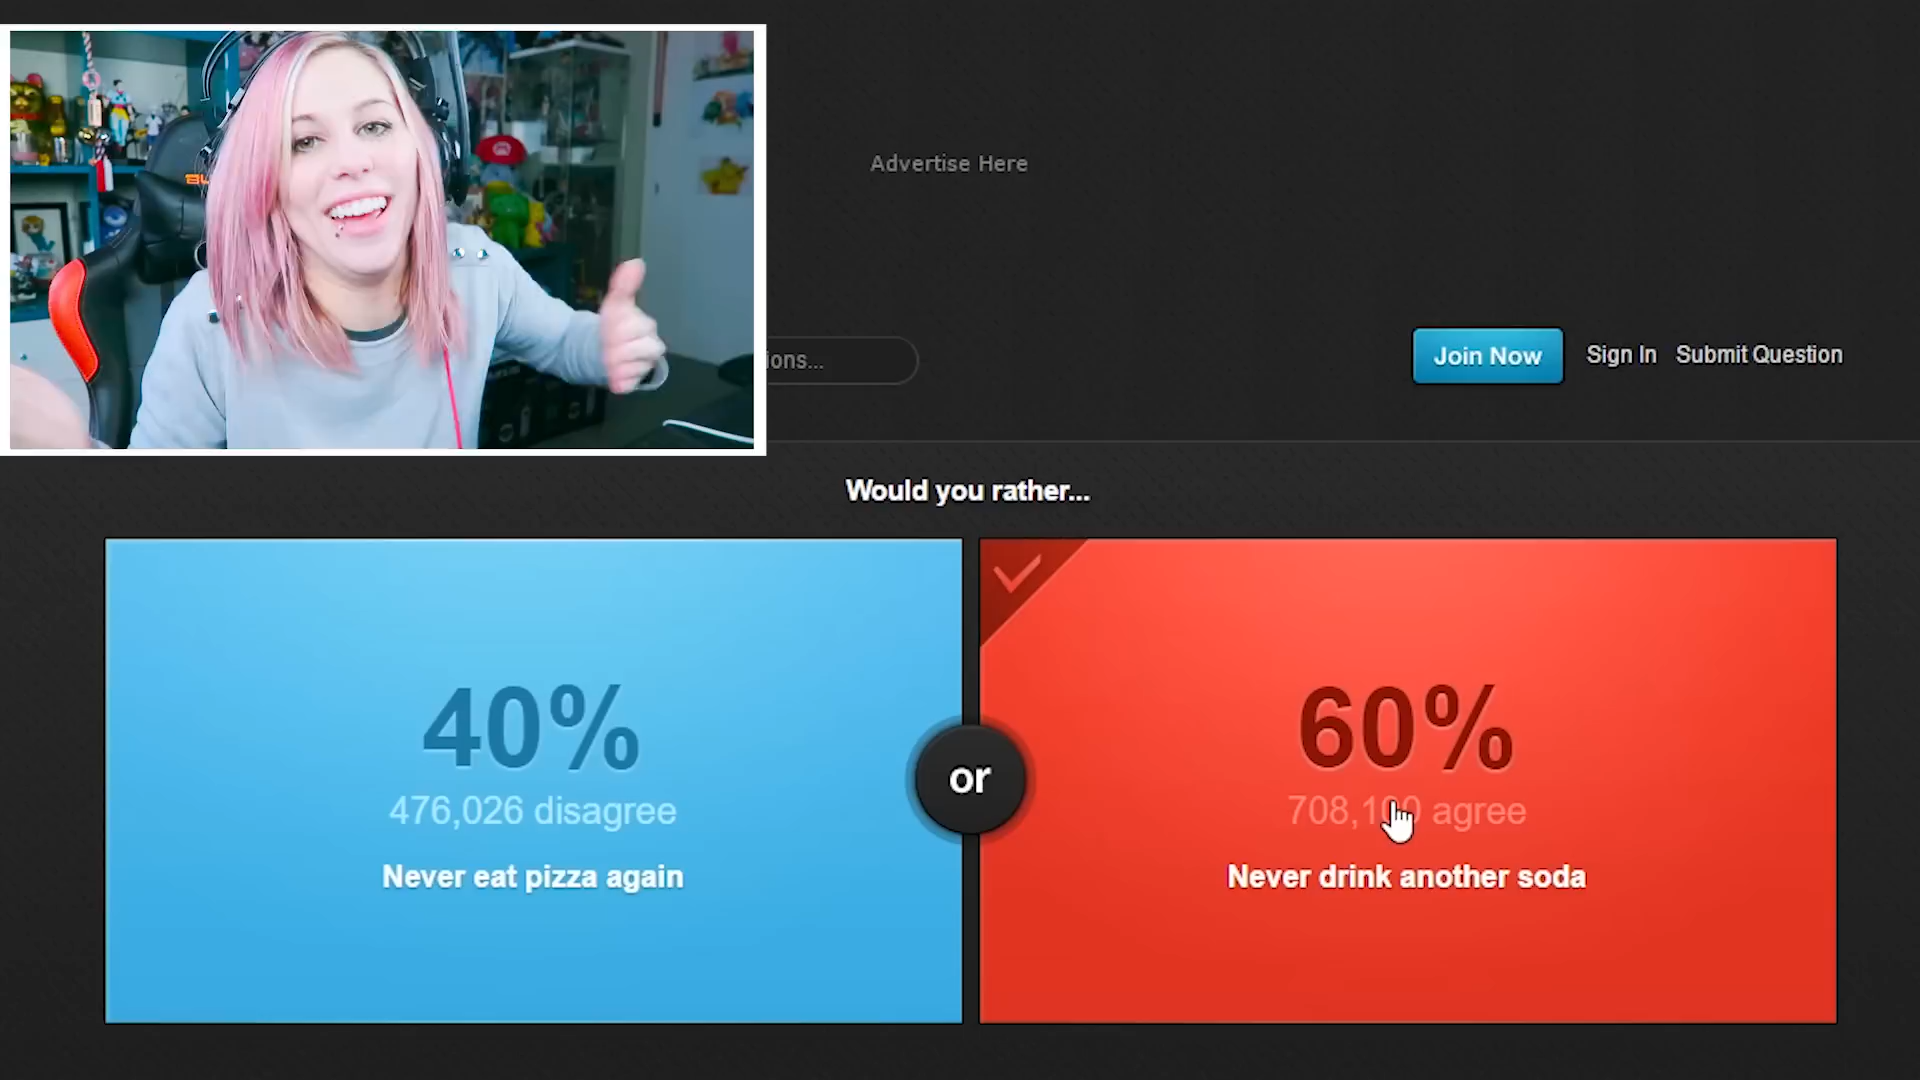 Advertise Here
ions...
Join Now
Sign In
Submit Question
Would you rather...
40%
476,026 disagree
Never eat pizza again
or
60%
agree
Never drink another soda